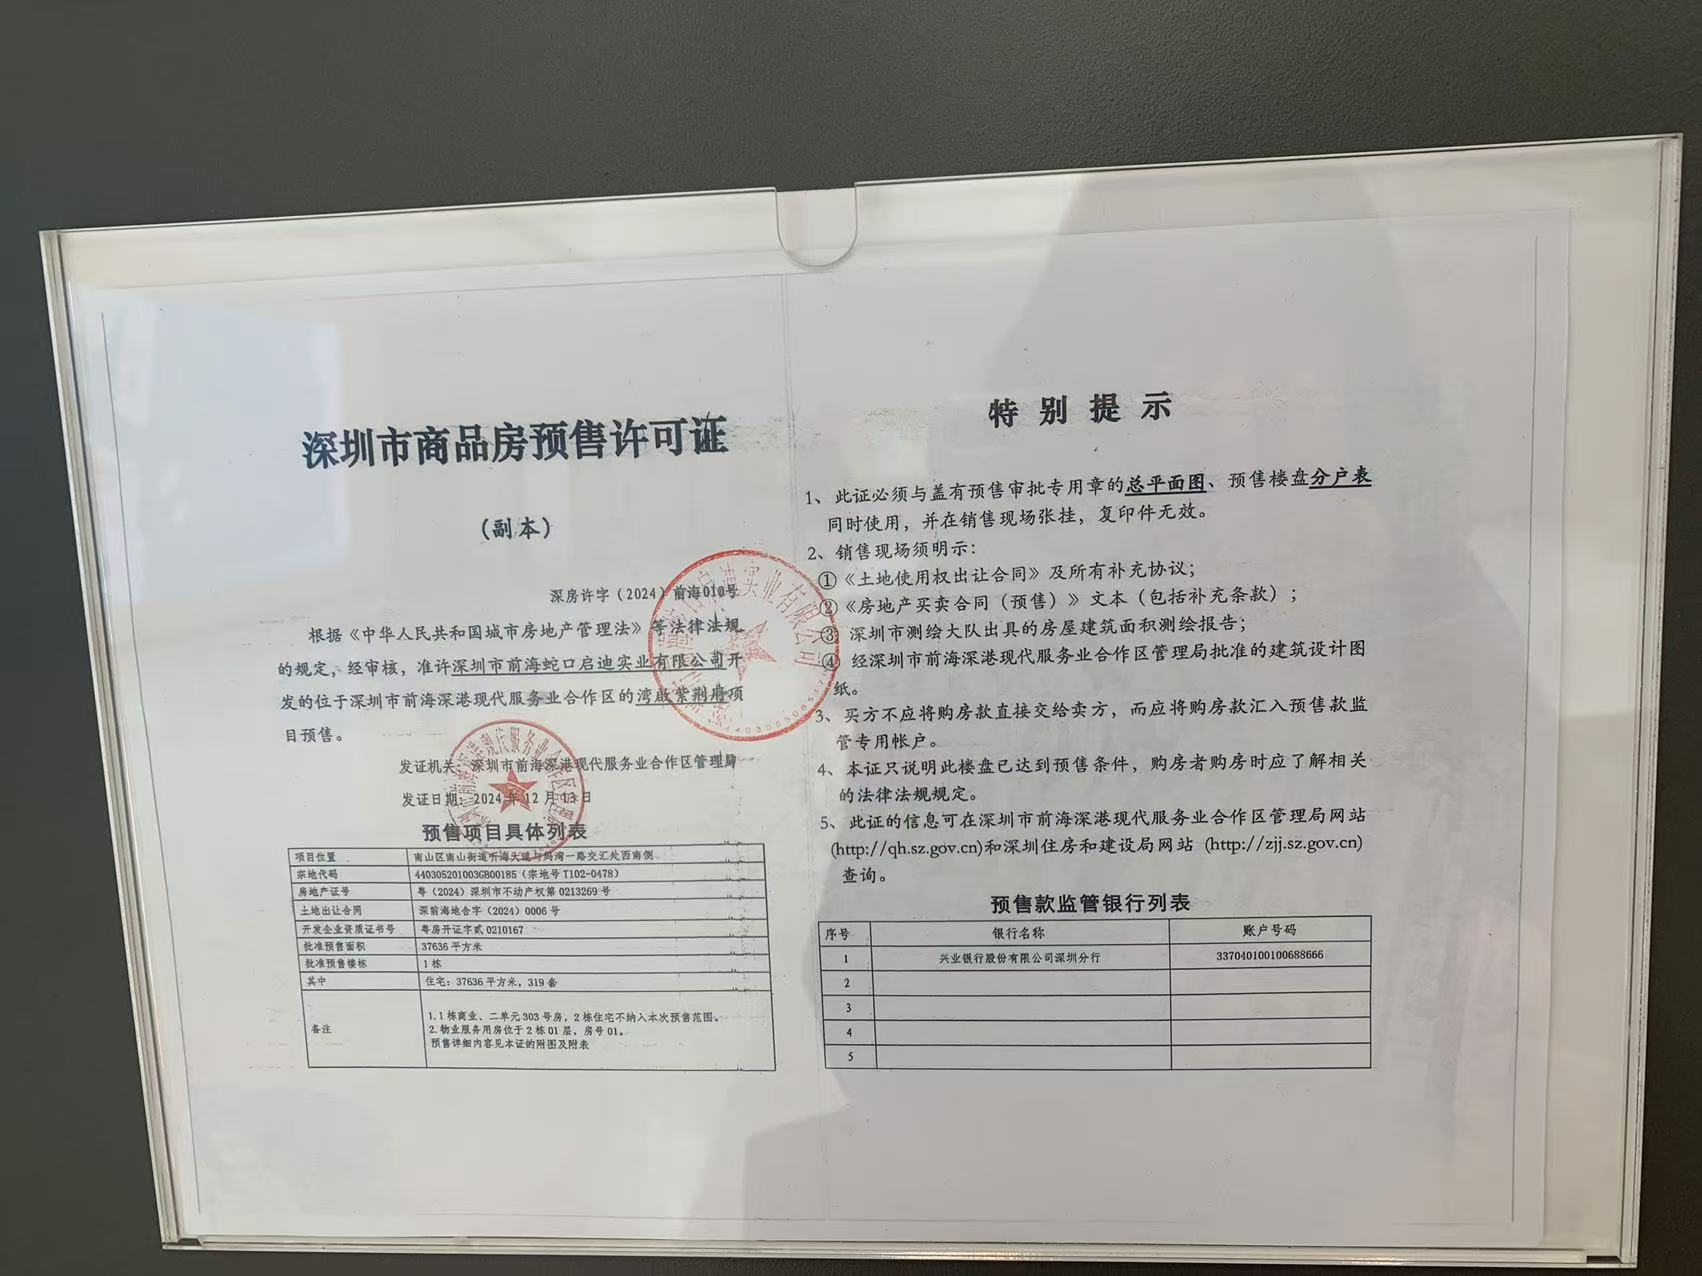 深圳市商品房预售许可证
（副本）
深房许字（2024）前海010号
根据《中华人民共和国城市房地产管理法》等法律法规
的规定，经审核，准许深圳市前海蛇口启迪实业有限公司开
发的位于深圳市前海深港现代服务业合作区的湾啟紫荆府项
目预售。
发证机关：深圳市前海深港现代服务业合作区管理局
发证日期：2024年12月13日
预售项目具体列表
项目位置 南山区南山街道听海大道与妈湾一路交汇处西南侧
宗地代码 440305201003GB00185（宗地号T102-0478）
房地产证号 粤（2024）深圳市不动产权第0213269号
土地出让合同 深前海地合字（2024）0006号
开发企业资质证书号 粤房开证字贰0210167
批准预售面积 37636平方米
批准预售楼栋 1栋
其中 住宅：37636平方米，319套
备注
1.1栋商业、二单元303号房，2栋住宅不纳入本次预售范围。
2.物业服务用房位于2栋01层，房号01。
预售详细内容见本证的附图及附表
特别提示
1、此证必须与盖有预售审批专用章的总平面图、预售楼盘分户表
同时使用，并在销售现场张挂，复印件无效。
2、销售现场须明示：
①《土地使用权出让合同》及所有补充协议；
②《房地产买卖合同（预售）》文本（包括补充条款）；
③ 深圳市测绘大队出具的房屋建筑面积测绘报告；
④ 经深圳市前海深港现代服务业合作区管理局批准的建筑设计图
纸。
3、买方不应将购房款直接交给卖方，而应将购房款汇入预售款监
管专用帐户。
4、本证只说明此楼盘已达到预售条件，购房者购房时应了解相关
的法律法规规定。
5、此证的信息可在深圳市前海深港现代服务业合作区管理局网站
(http://qh.sz.gov.cn)和深圳住房和建设局网站 (http://zjj.sz.gov.cn)
查询。
预售款监管银行列表
序号 银行名称 账户号码
1 兴业银行股份有限公司深圳分行 337040100100688666
2
3
4
5